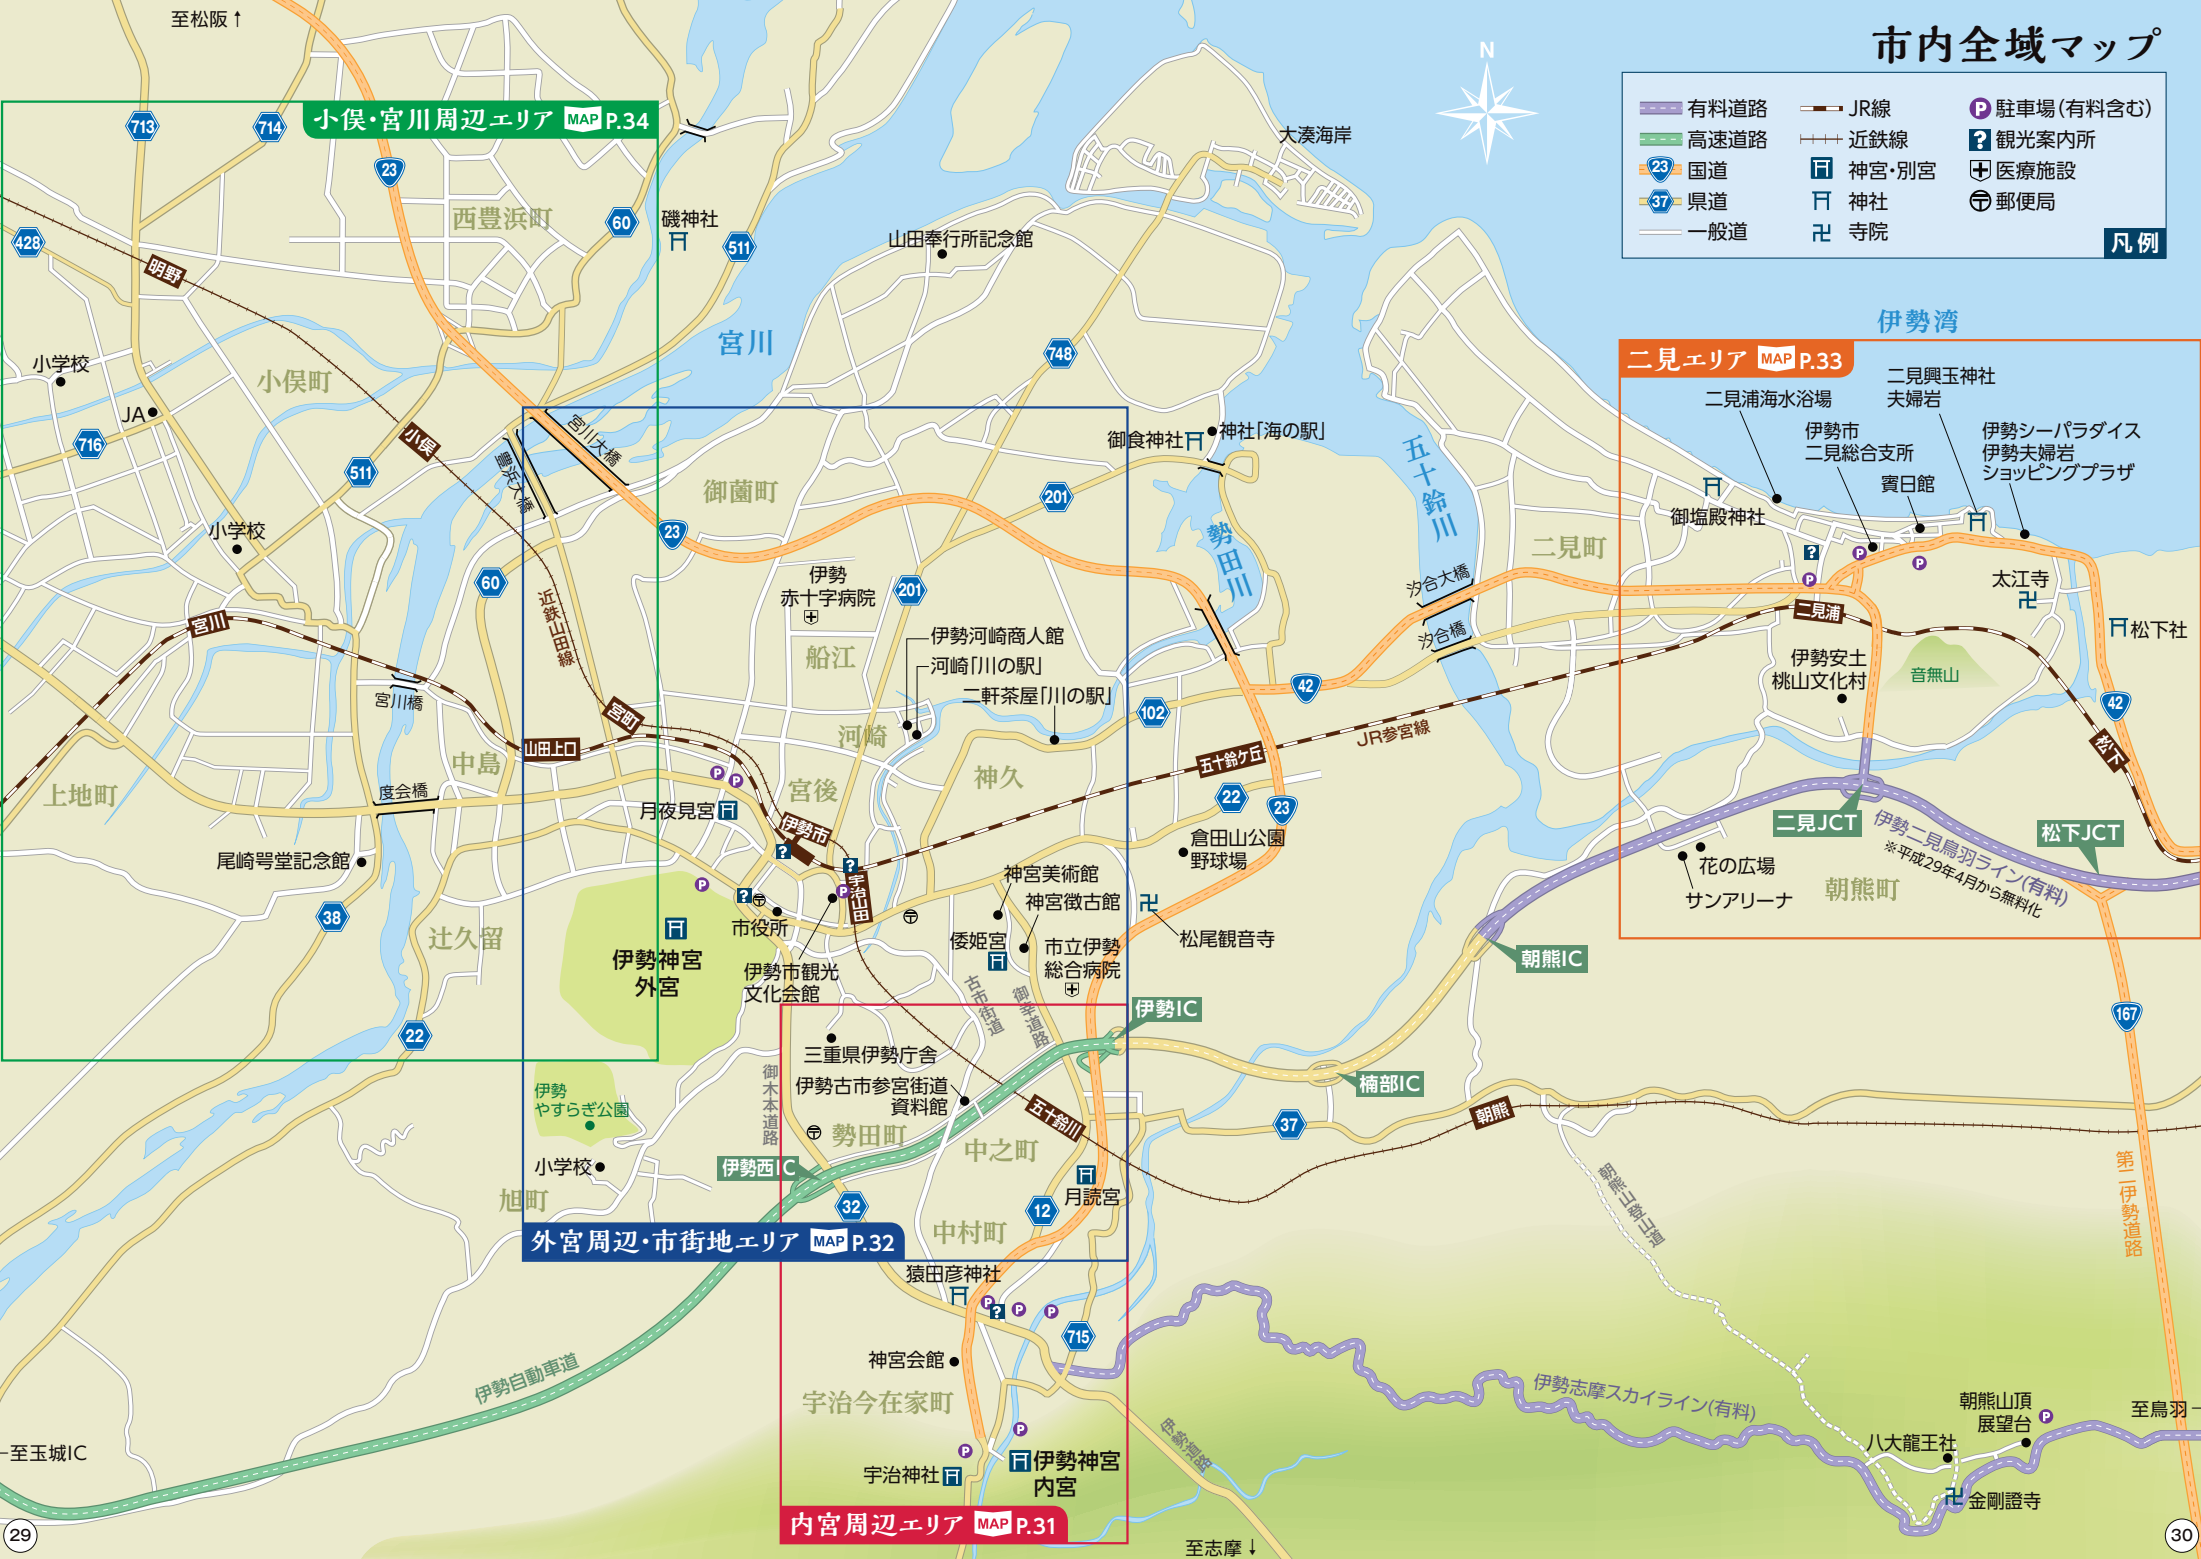 至松阪↑
市内全域マップ
N
有料道路
高速道路
23
国道
37
県道
一般道
JR線
近鉄線
神宮・別宮
神社
寺院
P
駐車場(有料含む)
?
観光案内所
医療施設
郵便局
凡例
小俣・宮川周辺エリア MAP P.34
713
714
23
西豊浜町
60
磯神社
511
428
明野
山田奉行所記念館
大湊海岸
宮川
748
伊勢湾
小学校
小俣町
JA
716
小俣
511
小学校
60
宮川
宮川橋
豊浜大橋
宮川大橋
近鉄山田線
御薗町
23
201
御食神社
神社「海の駅」
五十鈴川
勢田川
二見町
汐合大橋
汐合橋
二見エリア MAP P.33
二見興玉神社
夫婦岩
二見浦海水浴場
伊勢市
二見総合支所
賓日館
伊勢シーパラダイス
伊勢夫婦岩
ショッピングプラザ
御塩殿神社
?
P
P
P
太江寺
松下社
二見浦
伊勢安土
桃山文化村
音無山
42
松下
伊勢
赤十字病院
201
船江
伊勢河崎商人館
河崎「川の駅」
二軒茶屋「川の駅」
河崎
102
42
JR参宮線
五十鈴ケ丘
神久
22
23
倉田山公園
野球場
上地町
中島
山田上口
宮町
度会橋
P
P
宮後
月夜見宮
伊勢市
?
?
宇治山田
P
P
?
尾崎咢堂記念館
38
辻久留
22
伊勢神宮
外宮
市役所
伊勢市観光
文化会館
神宮美術館
神宮徴古館
倭姫宮
市立伊勢
総合病院
松尾観音寺
古市街道
御幸道路
二見JCT
松下JCT
伊勢二見鳥羽ライン(有料)
※平成29年4月から無料化
花の広場
サンアリーナ
朝熊町
朝熊IC
167
伊勢IC
楠部IC
37
朝熊
三重県伊勢庁舎
伊勢古市参宮街道
資料館
五十鈴川
御木本道路
勢田町
中之町
伊勢
やすらぎ公園
小学校
旭町
伊勢西IC
32
12
月読宮
中村町
外宮周辺・市街地エリア MAP P.32
猿田彦神社
P
?
P
P
715
神宮会館
宇治今在家町
P
P
宇治神社
伊勢神宮
内宮
内宮周辺エリア MAP P.31
伊勢自動車道
至玉城IC
伊勢道路
伊勢志摩スカイライン(有料)
朝熊山登山道
第二伊勢道路
朝熊山頂
展望台
P
至鳥羽
八大龍王社
金剛證寺
至志摩↓
29
30